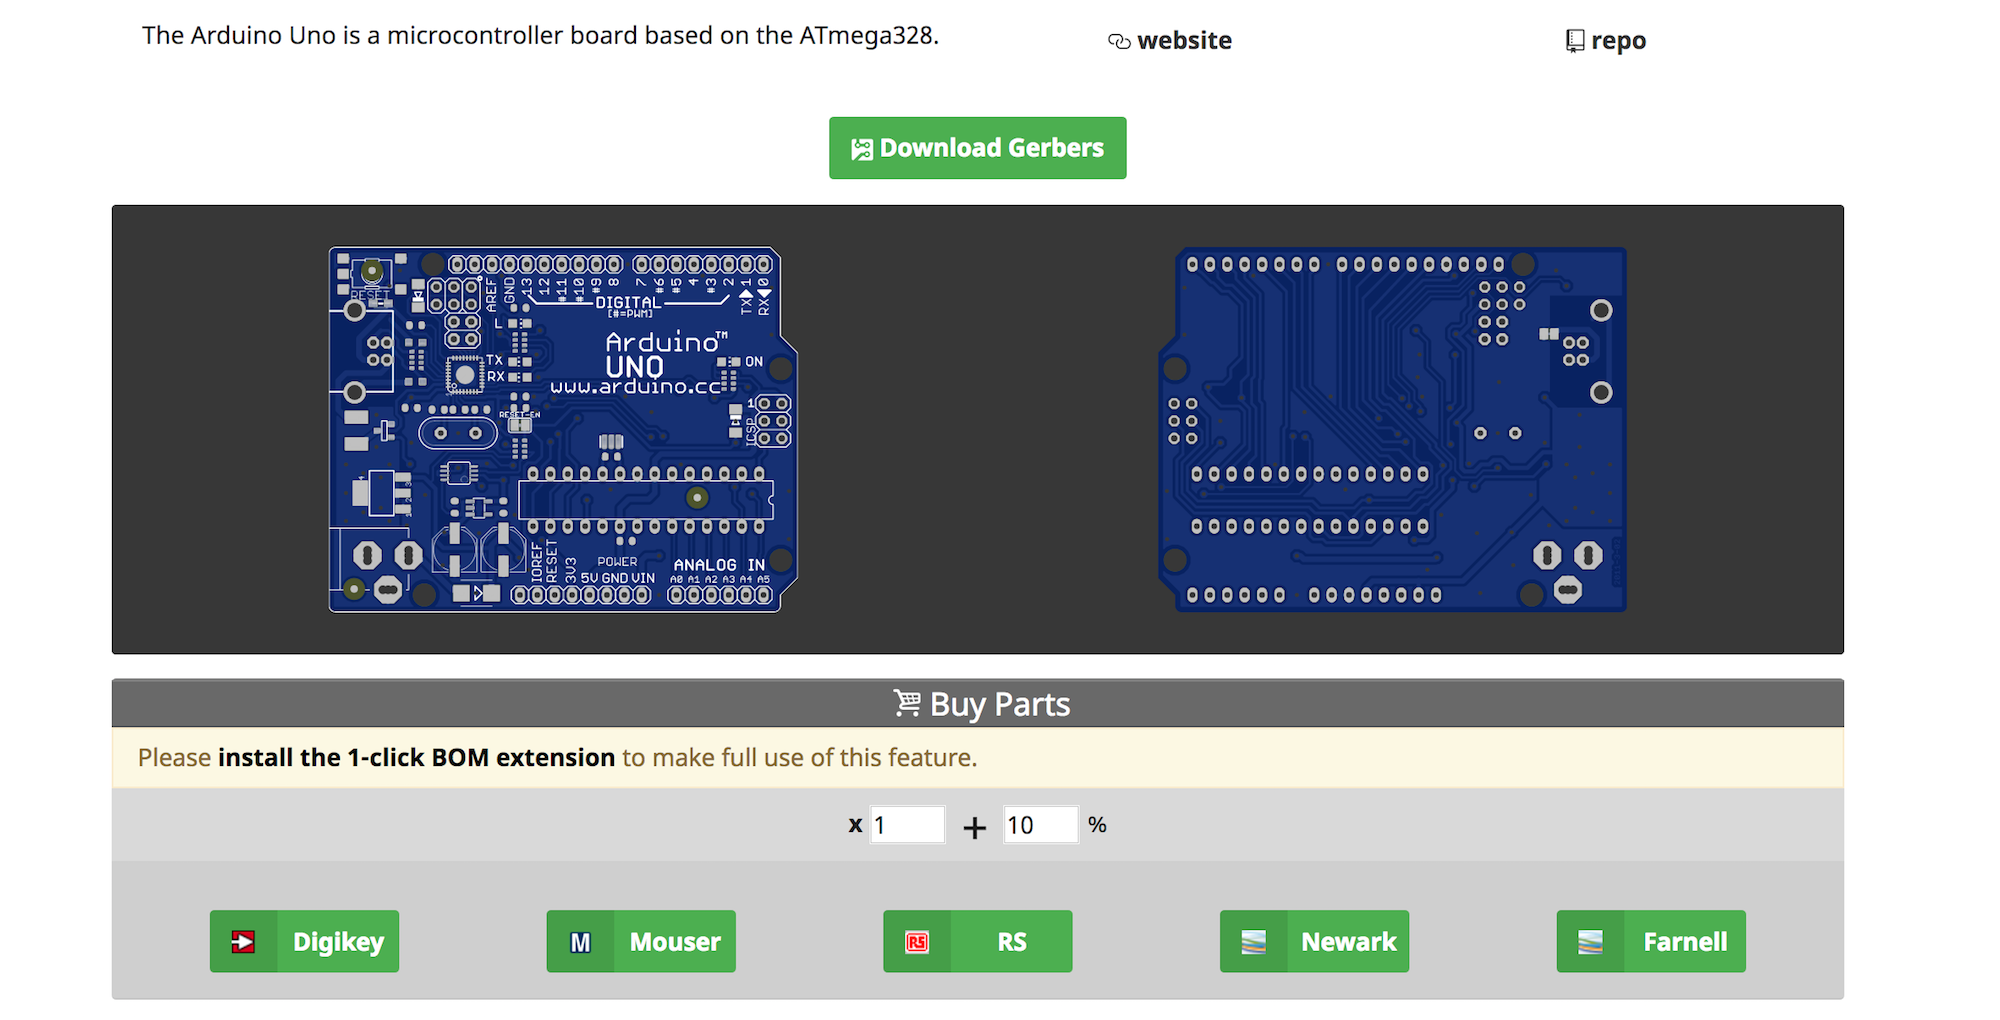 The Arduino Uno is a microcontroller board based on the ATmega328.
website
repo
Download Gerbers
RESET
AREF
GND
13
12
#11
#10
#9
8
7
#6
#5
4
#3
2
TX 1
RX 0
DIGITAL
[#=PWM]
L
Arduino™
UNO
www.arduino.cc
TX
RX
ON
RESET-EN
1
ICSP
IOREF
RESET
3V3
POWER
5V GND VIN
ANALOG IN
A0 A1 A2 A3 A4 A5
Buy Parts
Please install the 1-click BOM extension to make full use of this feature.
x 1 + 10 %
Digikey
M Mouser
RS RS
Newark
Farnell